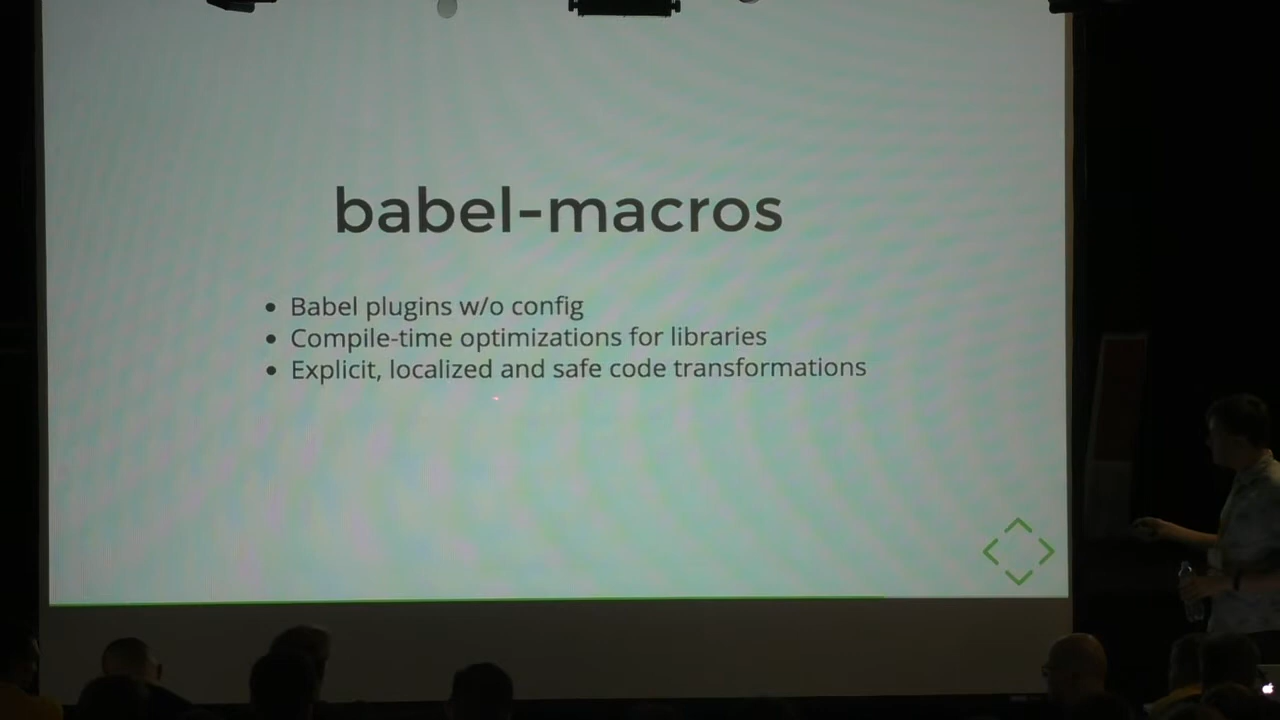 babel-macros
• Babel plugins w/o config
• Compile-time optimizations for libraries
• Explicit, localized and safe code transformations